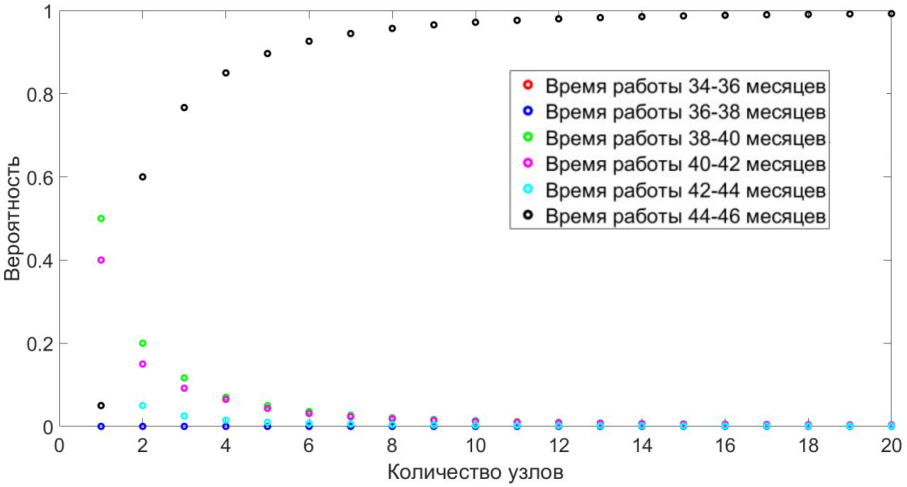 1
0.8
0.6
0.4
0.2
0
Вероятность
Время работы 34-36 месяцев
Время работы 36-38 месяцев
Время работы 38-40 месяцев
Время работы 40-42 месяцев
Время работы 42-44 месяцев
Время работы 44-46 месяцев
0 2 4 6 8 10 12 14 16 18 20
Количество узлов